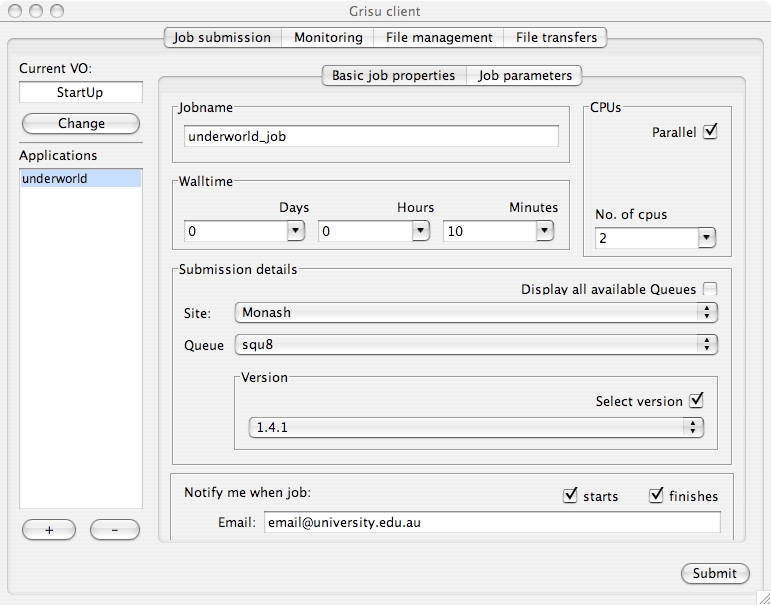 Grisu client
Job submission Monitoring File management File transfers
Current VO:
StartUp
Change
Applications
underworld
+ -
Basic job properties Job parameters
Jobname
underworld_job
CPUs
Parallel
No. of cpus
2
Walltime
Days Hours Minutes
0 0 10
Submission details
Display all available Queues
Site: Monash
Queue squ8
Version
Select version
1.4.1
Notify me when job: starts finishes
Email: email@university.edu.au
Submit